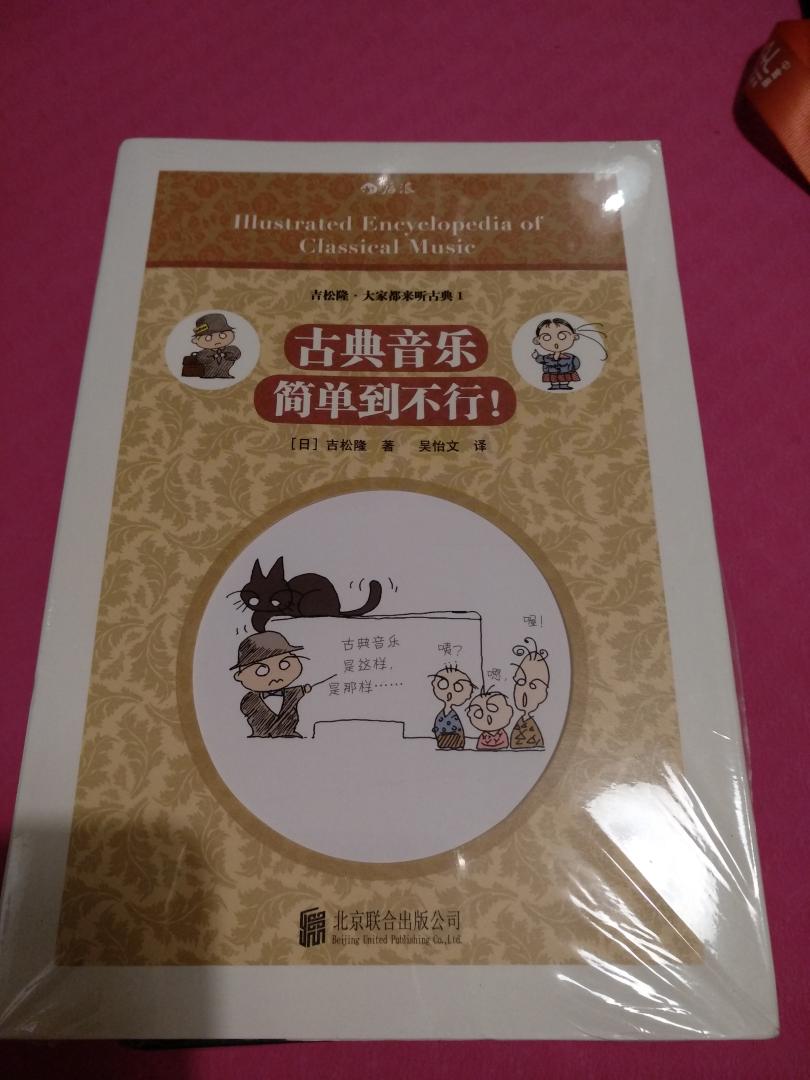 后浪
Illustrated Encyclopedia of
Classical Music
吉松隆·大家都来听古典1
古典音乐
简单到不行!
[日] 吉松隆 著 吴怡文 译
喔!
古典音乐
是这样,
是那样……
咦?
嗯,
北京联合出版公司
Beijing United Publishing Co.,Ltd.